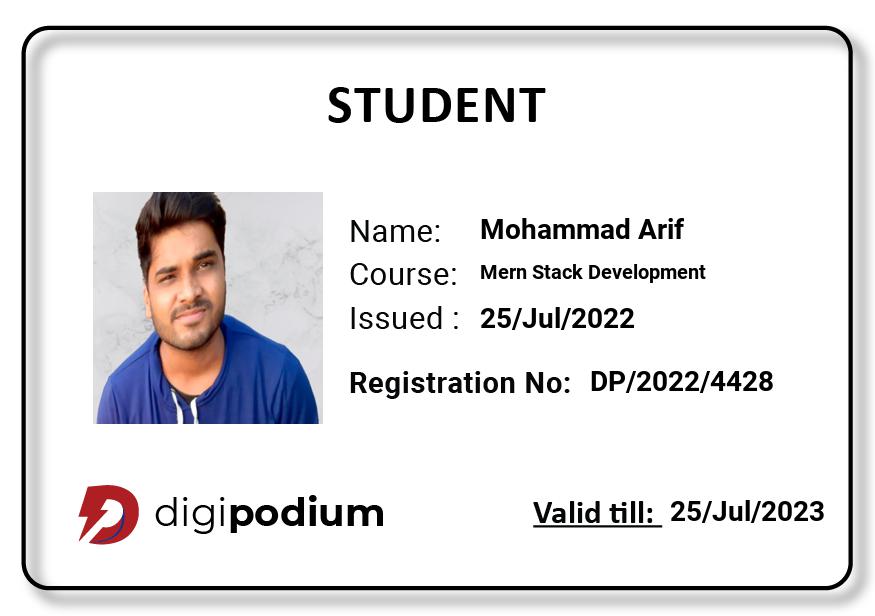 STUDENT
Name: Mohammad Arif
Course: Mern Stack Development
Issued : 25/Jul/2022
Registration No: DP/2022/4428
digipodium
Valid till: 25/Jul/2023